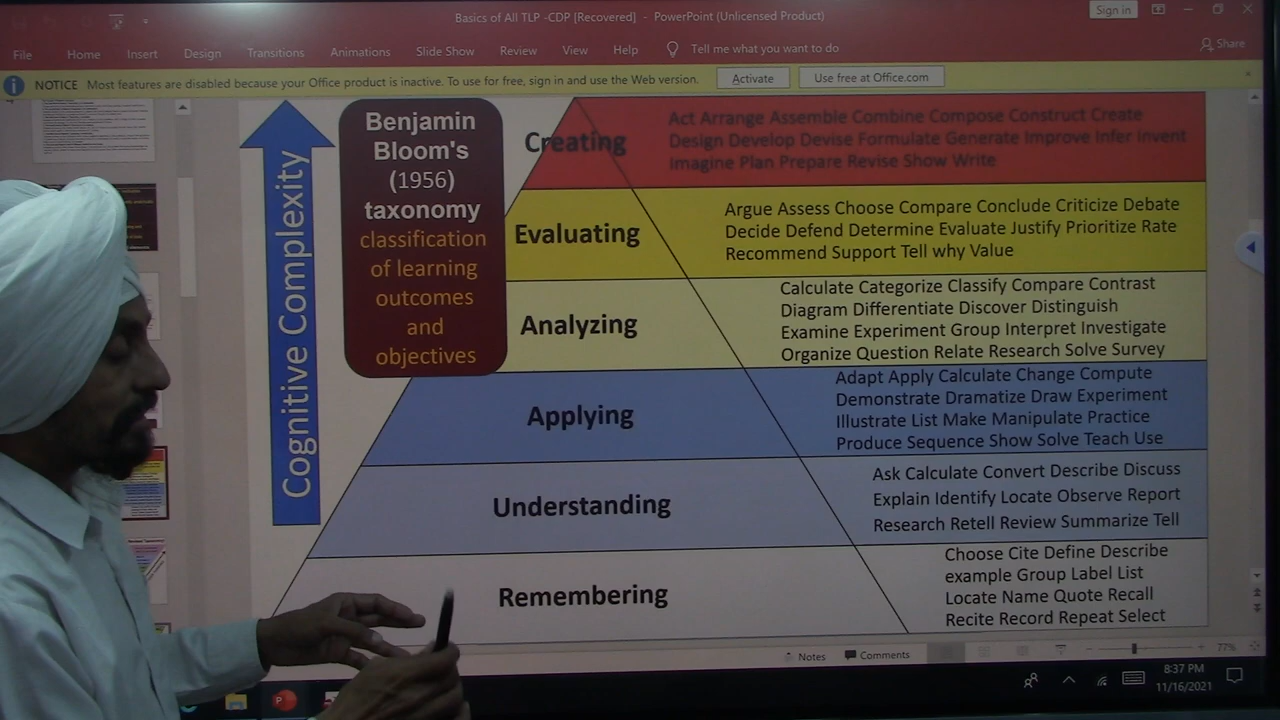 Basics of All TLP -CDP [Recovered] - PowerPoint (Unlicensed Product)
Sign in
File Home Insert Design Transitions Animations Slide Show Review View Help Tell me what you want to do
Share
NOTICE Most features are disabled because your Office product is inactive. To use for free, sign in and use the Web version. Activate Use free at Office.com
Cognitive Complexity
Benjamin
Bloom's
(1956)
taxonomy
classification
of learning
outcomes
and
objectives
Creating
Act Arrange Assemble Combine Compose Construct Create
Design Develop Devise Formulate Generate Improve Infer Invent
Imagine Plan Prepare Revise Show Write
Evaluating
Argue Assess Choose Compare Conclude Criticize Debate
Decide Defend Determine Evaluate Justify Prioritize Rate
Recommend Support Tell why Value
Analyzing
Calculate Categorize Classify Compare Contrast
Diagram Differentiate Discover Distinguish
Examine Experiment Group Interpret Investigate
Organize Question Relate Research Solve Survey
Applying
Adapt Apply Calculate Change Compute
Demonstrate Dramatize Draw Experiment
Illustrate List Make Manipulate Practice
Produce Sequence Show Solve Teach Use
Understanding
Ask Calculate Convert Describe Discuss
Explain Identify Locate Observe Report
Research Retell Review Summarize Tell
Remembering
Choose Cite Define Describe
example Group Label List
Locate Name Quote Recall
Recite Record Repeat Select
Notes Comments 77%
8:37 PM
11/16/2021